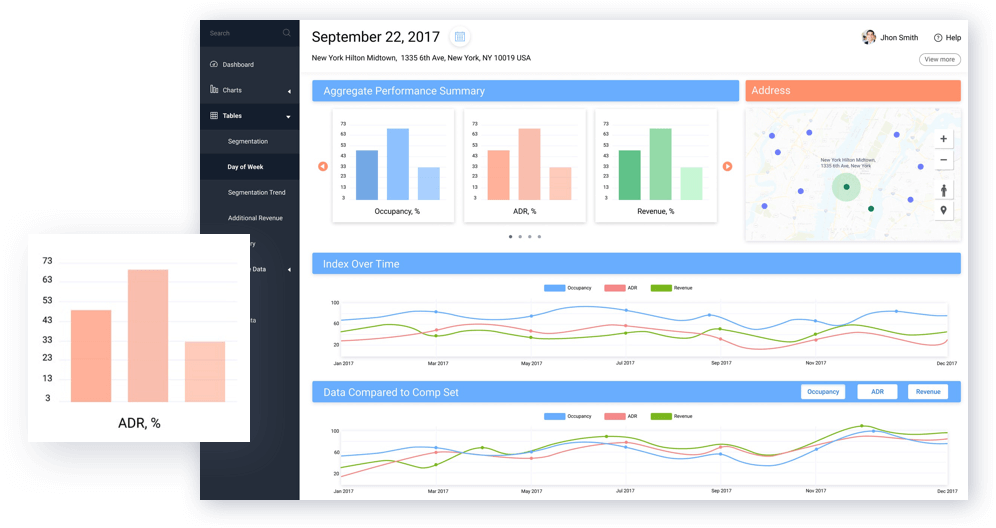 Search
Dashboard
Charts
Tables
Segmentation
Day of Week
Segmentation Trend
Additional Revenue
ry
Data
ta
September 22, 2017
Jhon Smith
Help
New York Hilton Midtown, 1335 6th Ave, New York, NY 10019 USA
View more
Aggregate Performance Summary
Address
73
63
53
43
33
23
13
3
Occupancy, %
73
63
53
43
33
23
13
3
ADR, %
73
63
53
43
33
23
13
3
Revenue, %
New York Hilton Midtown,
1335 6th Ave, New York
+
−
Index Over Time
Occupancy
ADR
Revenue
100
60
20
Jan 2017
Mar 2017
May 2017
Jul 2017
Sep 2017
Nov 2017
Dec 2017
Data Compared to Comp Set
Occupancy
ADR
Revenue
Occupancy
ADR
Revenue
100
60
20
Jan 2017
Mar 2017
May 2017
Jul 2017
Sep 2017
Nov 2017
Dec 2017
73
63
53
43
33
23
13
3
ADR, %